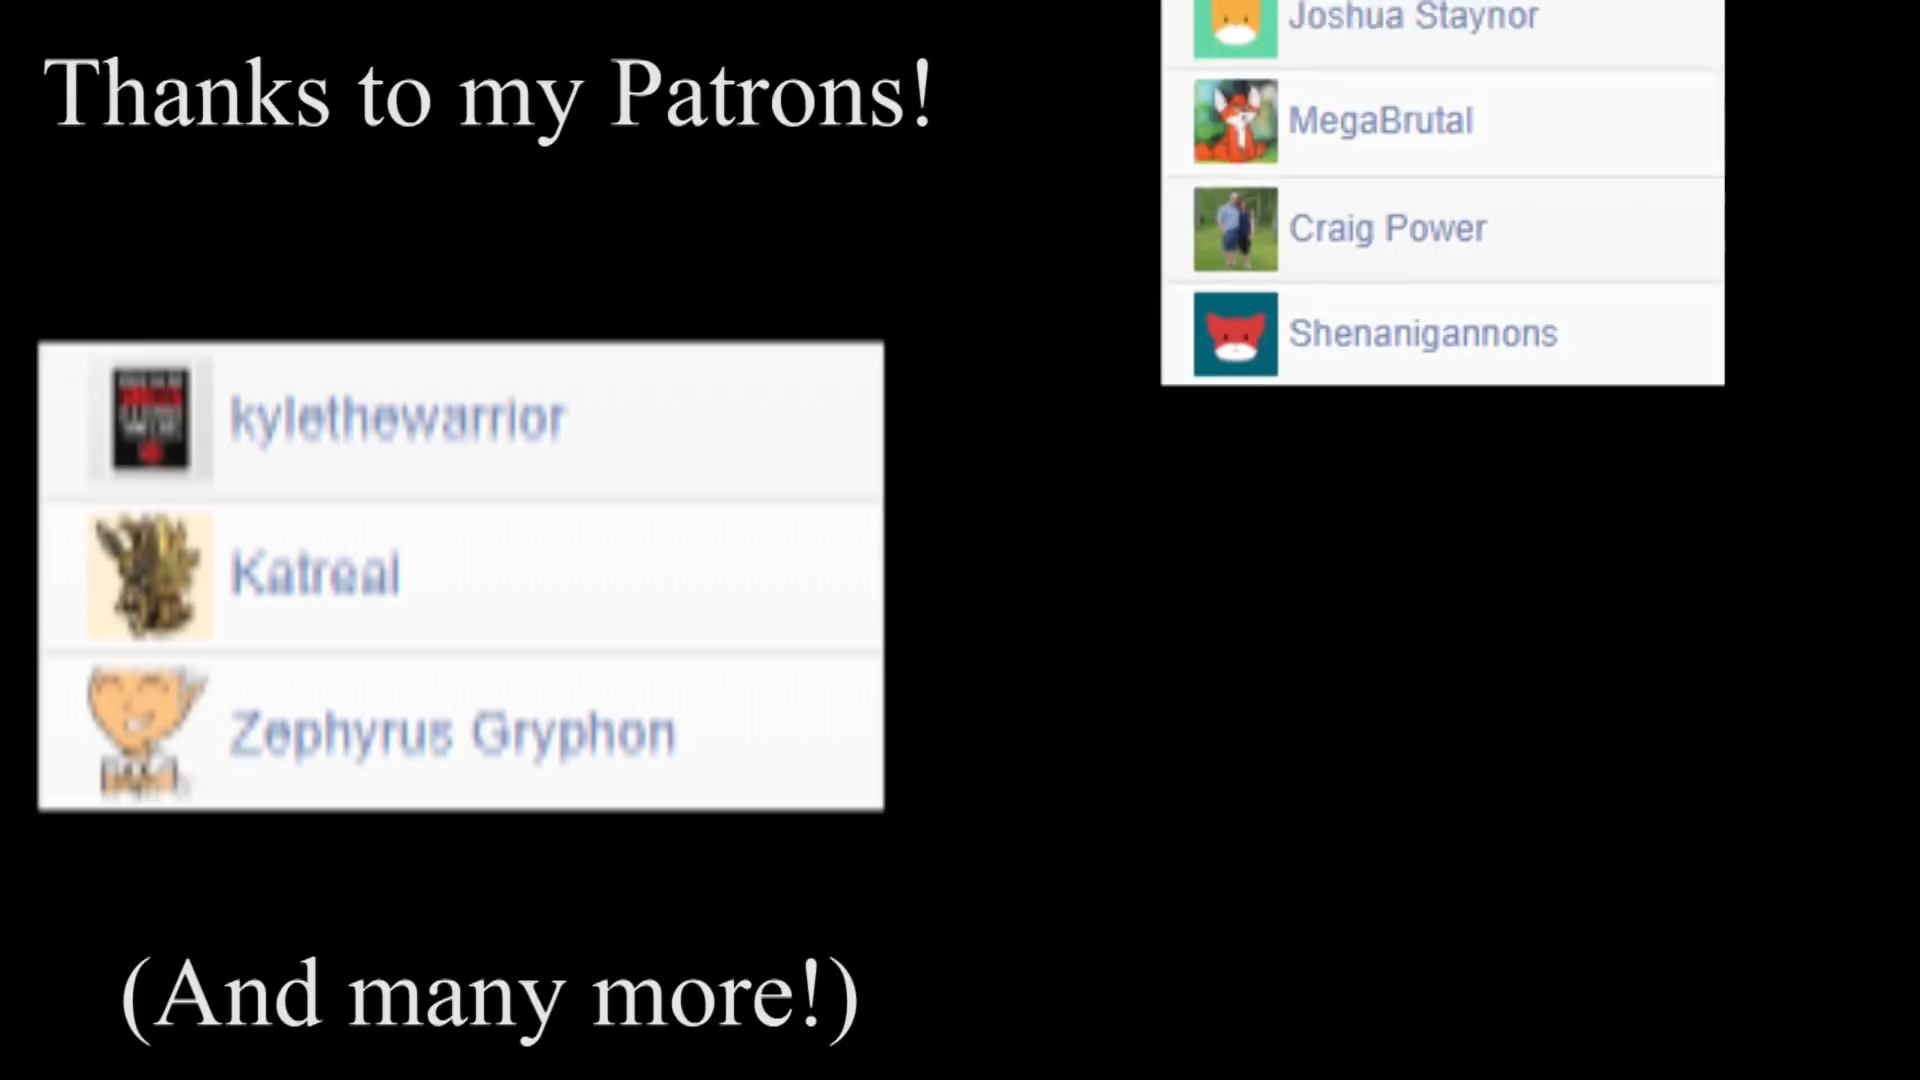 Thanks to my Patrons!
kylethewarrior
Katreal
Zephyrus Gryphon
(And many more!)
Joshua Staynor
MegaBrutal
Craig Power
Shenanigannons